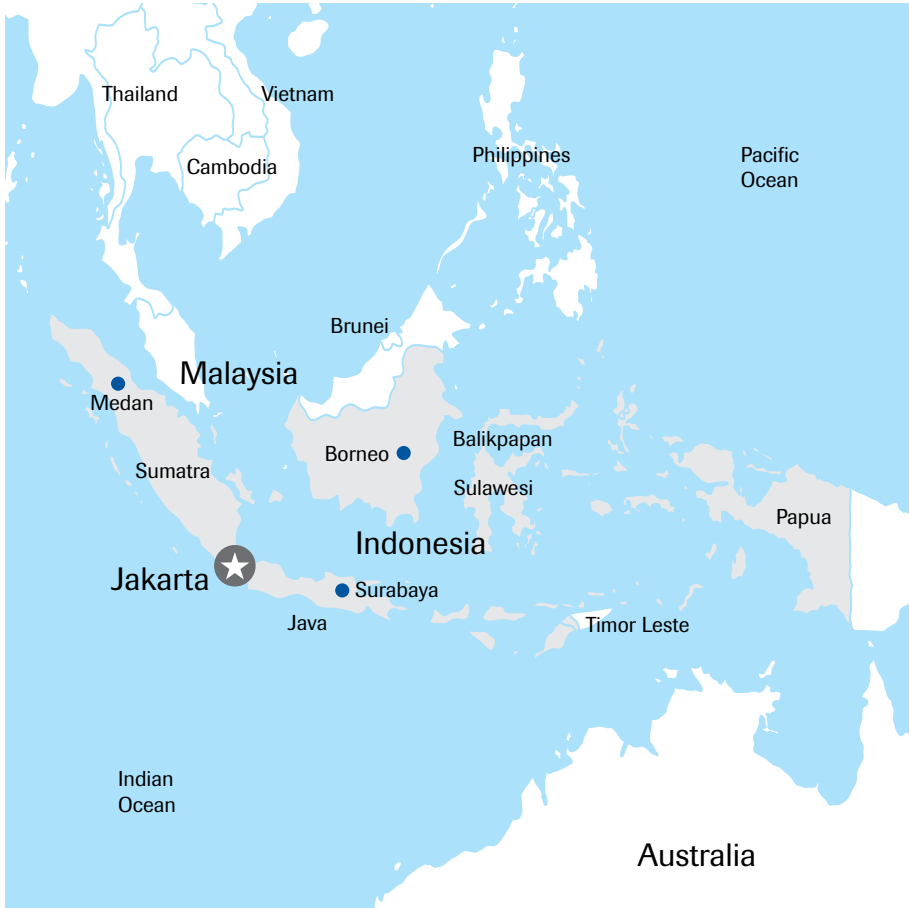 Thailand
Vietnam
Cambodia
Philippines
Pacific
Ocean
Brunei
Malaysia
Medan
Balikpapan
Borneo
Sumatra
Sulawesi
Papua
Indonesia
Jakarta
Surabaya
Java
Timor Leste
Indian
Ocean
Australia